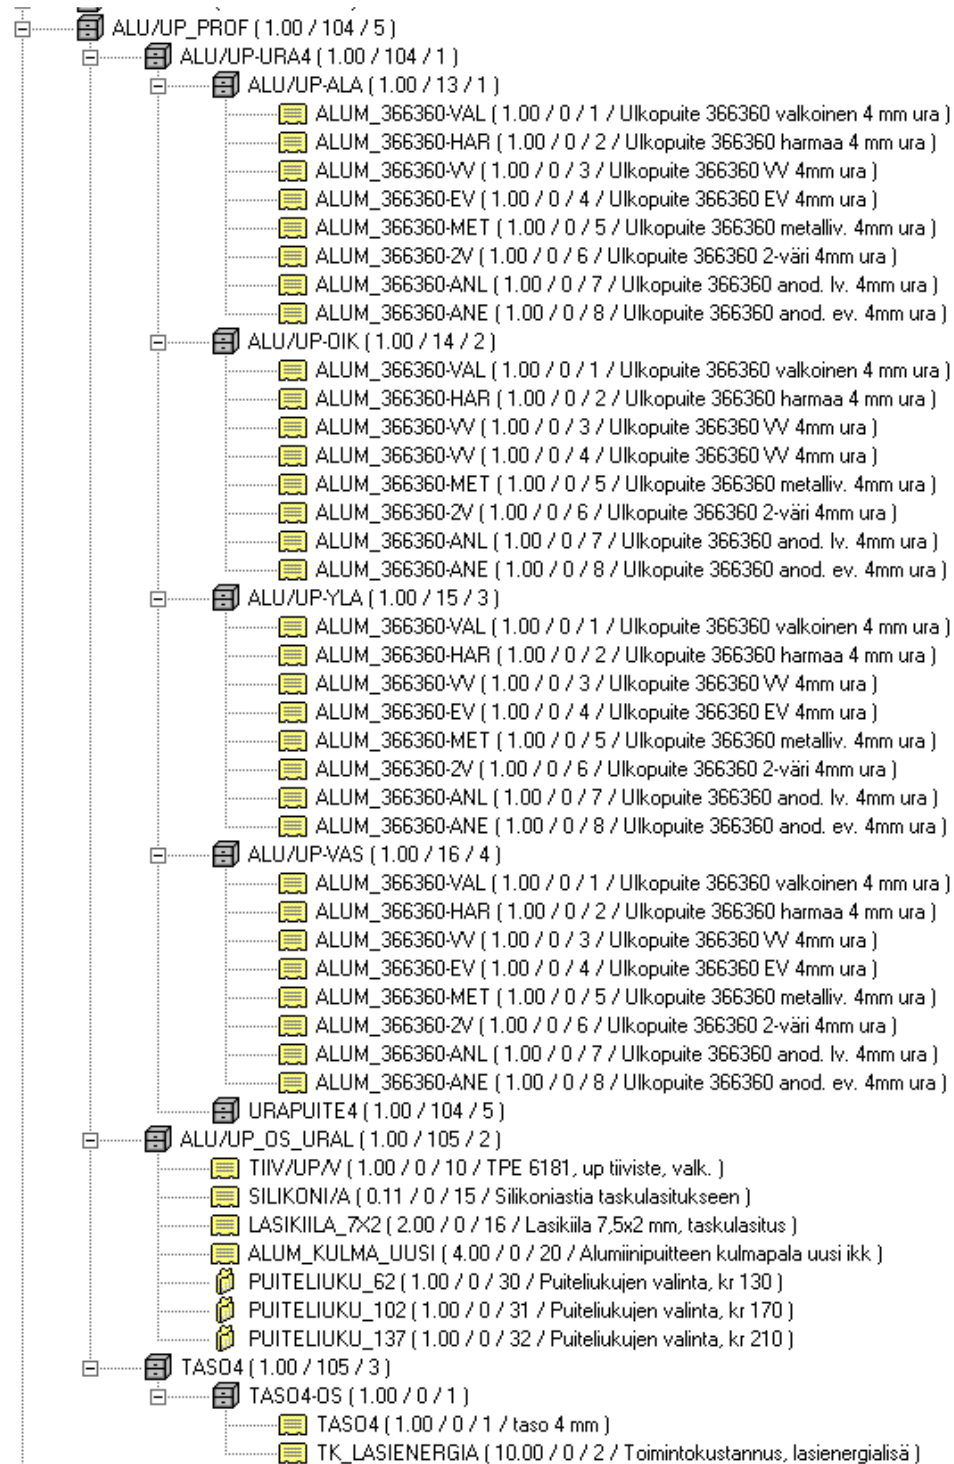 ALU/UP_PROF ( 1.00 / 104 / 5 )
ALU/UP-URA4 ( 1.00 / 104 / 1 )
ALU/UP-ALA ( 1.00 / 13 / 1 )
ALUM_366360-VAL ( 1.00 / 0 / 1 / Ulkopuite 366360 valkoinen 4 mm ura )
ALUM_366360-HAR ( 1.00 / 0 / 2 / Ulkopuite 366360 harmaa 4 mm ura )
ALUM_366360-VV ( 1.00 / 0 / 3 / Ulkopuite 366360 VV 4mm ura )
ALUM_366360-EV ( 1.00 / 0 / 4 / Ulkopuite 366360 EV 4mm ura )
ALUM_366360-MET ( 1.00 / 0 / 5 / Ulkopuite 366360 metalliv. 4mm ura )
ALUM_366360-2V ( 1.00 / 0 / 6 / Ulkopuite 366360 2-väri 4mm ura )
ALUM_366360-ANL ( 1.00 / 0 / 7 / Ulkopuite 366360 anod. lv. 4mm ura )
ALUM_366360-ANE ( 1.00 / 0 / 8 / Ulkopuite 366360 anod. ev. 4mm ura )
ALU/UP-OIK ( 1.00 / 14 / 2 )
ALUM_366360-VAL ( 1.00 / 0 / 1 / Ulkopuite 366360 valkoinen 4 mm ura )
ALUM_366360-HAR ( 1.00 / 0 / 2 / Ulkopuite 366360 harmaa 4 mm ura )
ALUM_366360-VV ( 1.00 / 0 / 3 / Ulkopuite 366360 VV 4mm ura )
ALUM_366360-VV ( 1.00 / 0 / 4 / Ulkopuite 366360 VV 4mm ura )
ALUM_366360-MET ( 1.00 / 0 / 5 / Ulkopuite 366360 metalliv. 4mm ura )
ALUM_366360-2V ( 1.00 / 0 / 6 / Ulkopuite 366360 2-väri 4mm ura )
ALUM_366360-ANL ( 1.00 / 0 / 7 / Ulkopuite 366360 anod. lv. 4mm ura )
ALUM_366360-ANE ( 1.00 / 0 / 8 / Ulkopuite 366360 anod. ev. 4mm ura )
ALU/UP-YLA ( 1.00 / 15 / 3 )
ALUM_366360-VAL ( 1.00 / 0 / 1 / Ulkopuite 366360 valkoinen 4 mm ura )
ALUM_366360-HAR ( 1.00 / 0 / 2 / Ulkopuite 366360 harmaa 4 mm ura )
ALUM_366360-VV ( 1.00 / 0 / 3 / Ulkopuite 366360 VV 4mm ura )
ALUM_366360-EV ( 1.00 / 0 / 4 / Ulkopuite 366360 EV 4mm ura )
ALUM_366360-MET ( 1.00 / 0 / 5 / Ulkopuite 366360 metalliv. 4mm ura )
ALUM_366360-2V ( 1.00 / 0 / 6 / Ulkopuite 366360 2-väri 4mm ura )
ALUM_366360-ANL ( 1.00 / 0 / 7 / Ulkopuite 366360 anod. lv. 4mm ura )
ALUM_366360-ANE ( 1.00 / 0 / 8 / Ulkopuite 366360 anod. ev. 4mm ura )
ALU/UP-VAS ( 1.00 / 16 / 4 )
ALUM_366360-VAL ( 1.00 / 0 / 1 / Ulkopuite 366360 valkoinen 4 mm ura )
ALUM_366360-HAR ( 1.00 / 0 / 2 / Ulkopuite 366360 harmaa 4 mm ura )
ALUM_366360-VV ( 1.00 / 0 / 3 / Ulkopuite 366360 VV 4mm ura )
ALUM_366360-EV ( 1.00 / 0 / 4 / Ulkopuite 366360 EV 4mm ura )
ALUM_366360-MET ( 1.00 / 0 / 5 / Ulkopuite 366360 metalliv. 4mm ura )
ALUM_366360-2V ( 1.00 / 0 / 6 / Ulkopuite 366360 2-väri 4mm ura )
ALUM_366360-ANL ( 1.00 / 0 / 7 / Ulkopuite 366360 anod. lv. 4mm ura )
ALUM_366360-ANE ( 1.00 / 0 / 8 / Ulkopuite 366360 anod. ev. 4mm ura )
URAPUITE4 ( 1.00 / 104 / 5 )
ALU/UP_OS_URAL ( 1.00 / 105 / 2 )
TIIV/UP/V ( 1.00 / 0 / 10 / TPE 6181, up tiiviste, valk. )
SILIKONI/A ( 0.11 / 0 / 15 / Silikoniastia taskulasitukseen )
LASIKIILA_7X2 ( 2.00 / 0 / 16 / Lasikiila 7,5x2 mm, taskulasitus )
ALUM_KULMA_UUSI ( 4.00 / 0 / 20 / Alumiinipuitteen kulmapala uusi ikk )
PUITELIUKU_62 ( 1.00 / 0 / 30 / Puiteliukujen valinta, kr 130 )
PUITELIUKU_102 ( 1.00 / 0 / 31 / Puiteliukujen valinta, kr 170 )
PUITELIUKU_137 ( 1.00 / 0 / 32 / Puiteliukujen valinta, kr 210 )
TASO4 ( 1.00 / 105 / 3 )
TASO4-OS ( 1.00 / 0 / 1 )
TASO4 ( 1.00 / 0 / 1 / taso 4 mm )
TK_LASIENERGIA ( 10.00 / 0 / 2 / Toimintokustannus, lasienergialisä )